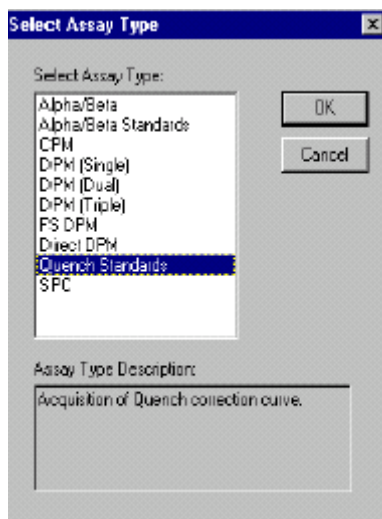 Select Assay Type
Select Assay Type:
Alpha/Beta
Alpha/Beta Standards
CPM
DPM (Single)
DPM (Dual)
DPM (Triple)
FS DPM
Direct DPM
Quench Standards
SPC
OK
Cancel
Assay Type Description:
Acquisition of Quench correction curve.